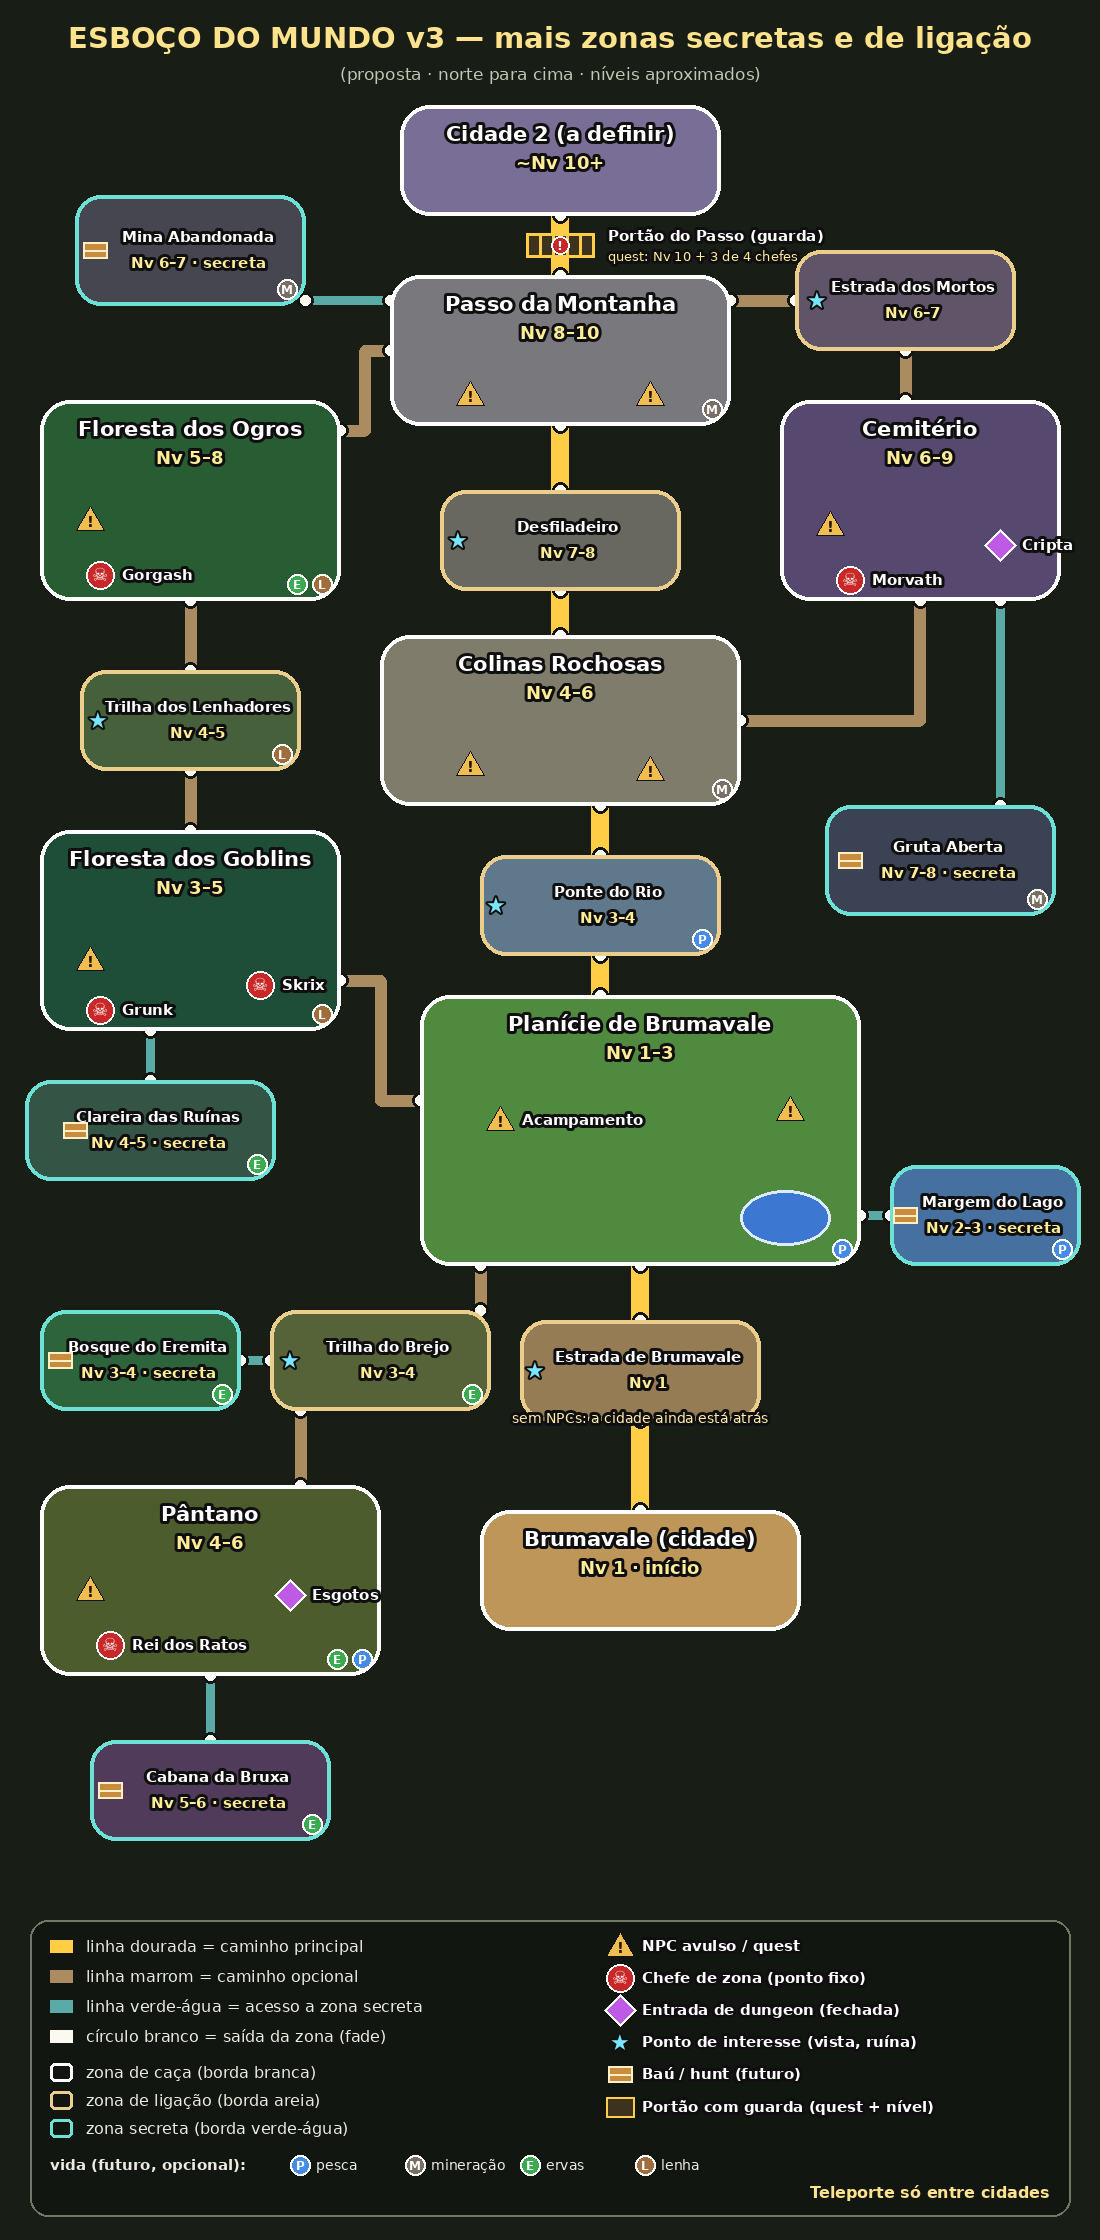 ESBOÇO DO MUNDO v3 — mais zonas secretas e de ligação
(proposta · norte para cima · níveis aproximados)
Cidade 2 (a definir)
~Nv 10+
!
Portão do Passo (guarda)
quest: Nv 10 + 3 de 4 chefes
Mina Abandonada
Nv 6-7 · secreta
M
Passo da Montanha
Nv 8-10
!
!
M
Estrada dos Mortos
Nv 6-7
Floresta dos Ogros
Nv 5-8
!
Gorgash
E
L
Desfiladeiro
Nv 7-8
Cemitério
Nv 6-9
!
Cripta
Morvath
Trilha dos Lenhadores
Nv 4-5
L
Colinas Rochosas
Nv 4-6
!
!
M
Floresta dos Goblins
Nv 3-5
!
Skrix
Grunk
L
Ponte do Rio
Nv 3-4
P
Gruta Aberta
Nv 7-8 · secreta
M
Planície de Brumavale
Nv 1-3
!
Acampamento
!
P
Clareira das Ruínas
Nv 4-5 · secreta
E
Margem do Lago
Nv 2-3 · secreta
P
Bosque do Eremita
Nv 3-4 · secreta
E
Trilha do Brejo
Nv 3-4
E
Estrada de Brumavale
Nv 1
sem NPCs: a cidade ainda está atrás
Pântano
Nv 4-6
!
Esgotos
Rei dos Ratos
E
P
Brumavale (cidade)
Nv 1 · início
Cabana da Bruxa
Nv 5-6 · secreta
E
linha dourada = caminho principal
linha marrom = caminho opcional
linha verde-água = acesso a zona secreta
círculo branco = saída da zona (fade)
zona de caça (borda branca)
zona de ligação (borda areia)
zona secreta (borda verde-água)
!
NPC avulso / quest
Chefe de zona (ponto fixo)
Entrada de dungeon (fechada)
Ponto de interesse (vista, ruína)
Baú / hunt (futuro)
Portão com guarda (quest + nível)
vida (futuro, opcional):
P pesca
M mineração
E ervas
L lenha
Teleporte só entre cidades